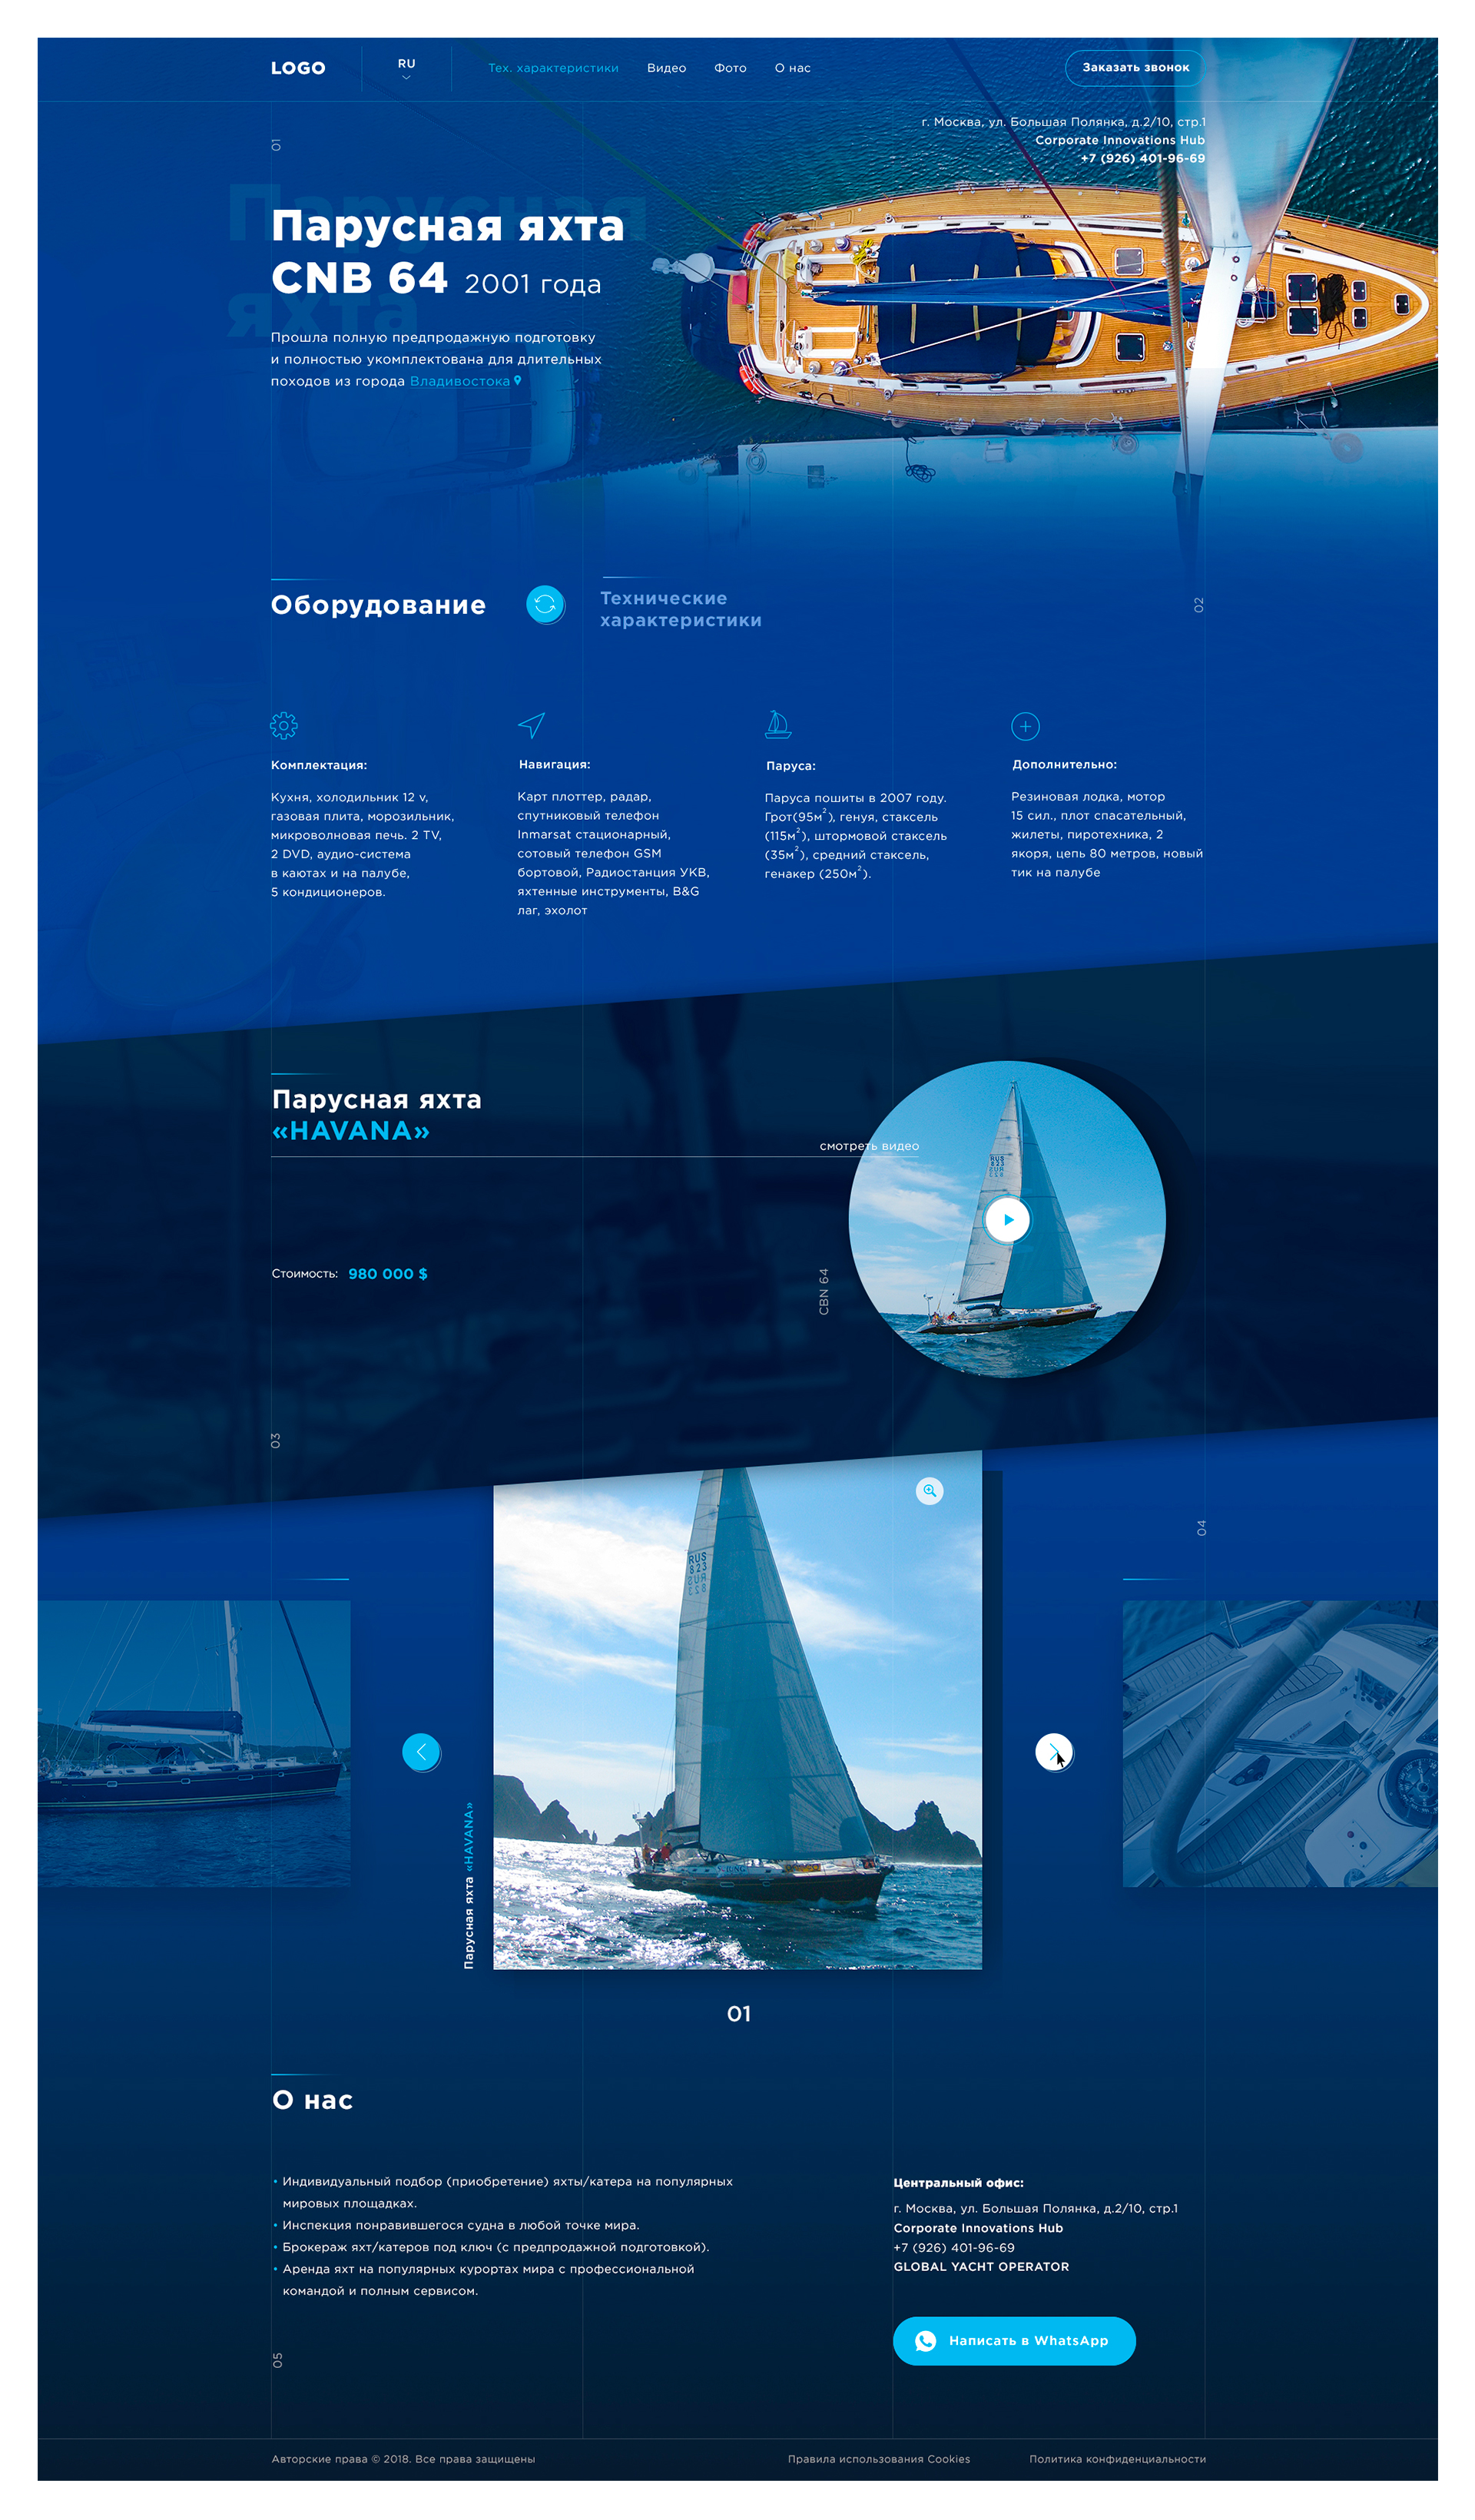 LOGO
RU
Тех. характеристики
Видео
Фото
О нас
Заказать звонок
г. Москва, ул. Большая Полянка, д.2/10, стр.1
Corporate Innovations Hub
+7 (926) 401-96-69
01
Парусная
яхта
Парусная яхта
CNB 64 2001 года
Прошла полную предпродажную подготовку
и полностью укомплектована для длительных
походов из города Владивостока
Оборудование
Технические
характеристики
02
Комплектация:
Кухня, холодильник 12 v,
газовая плита, морозильник,
микроволновая печь. 2 TV,
2 DVD, аудио-система
в каютах и на палубе,
5 кондиционеров.
Навигация:
Карт плоттер, радар,
спутниковый телефон
Inmarsat стационарный,
сотовый телефон GSM
бортовой, Радиостанция УКВ,
яхтенные инструменты, B&G
лаг, эхолот
Паруса:
Паруса пошиты в 2007 году.
Грот(95м²), генуя, стаксель
(115м²), штормовой стаксель
(35м²), средний стаксель,
генакер (250м²).
Дополнительно:
Резиновая лодка, мотор
15 сил., плот спасательный,
жилеты, пиротехника, 2
якоря, цепь 80 метров, новый
тик на палубе
Парусная яхта
«HAVANA»
смотреть видео
RUS
823
Стоимость: 980 000 $
CBN 64
03
04
RUS
823
Парусная яхта «HAVANA»
01
О нас
• Индивидуальный подбор (приобретение) яхты/катера на популярных
мировых площадках.
• Инспекция понравившегося судна в любой точке мира.
• Брокераж яхт/катеров под ключ (с предпродажной подготовкой).
• Аренда яхт на популярных курортах мира с профессиональной
командой и полным сервисом.
Центральный офис:
г. Москва, ул. Большая Полянка, д.2/10, стр.1
Corporate Innovations Hub
+7 (926) 401-96-69
GLOBAL YACHT OPERATOR
Написать в WhatsApp
05
Авторские права © 2018. Все права защищены
Правила использования Cookies
Политика конфиденциальности